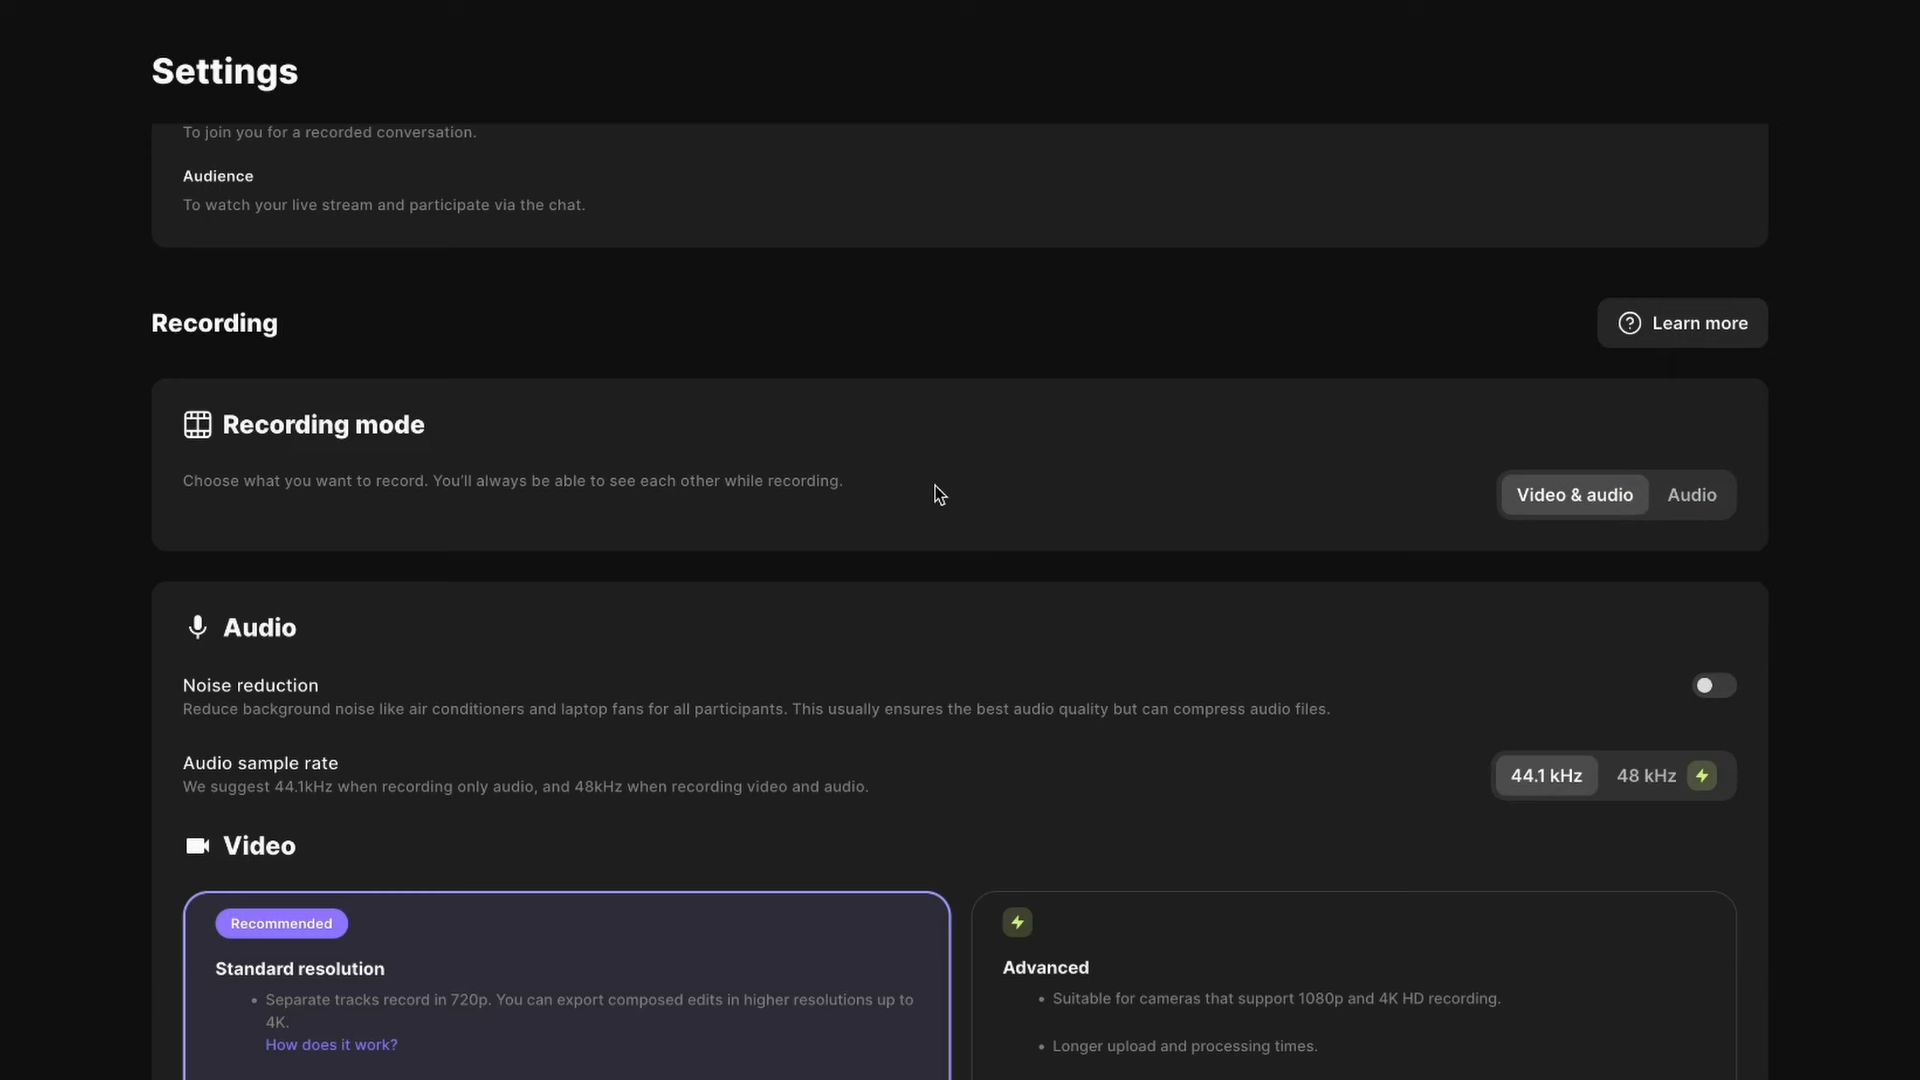 Settings
To join you for a recorded conversation.
Audience
To watch your live stream and participate via the chat.
Recording
Learn more
Recording mode
Choose what you want to record. You'll always be able to see each other while recording.
Video & audio
Audio
Audio
Noise reduction
Reduce background noise like air conditioners and laptop fans for all participants. This usually ensures the best audio quality but can compress audio files.
Audio sample rate
We suggest 44.1kHz when recording only audio, and 48kHz when recording video and audio.
44.1 kHz
48 kHz
Video
Recommended
Standard resolution
• Separate tracks record in 720p. You can export composed edits in higher resolutions up to
4K.
How does it work?
Advanced
• Suitable for cameras that support 1080p and 4K HD recording.
• Longer upload and processing times.